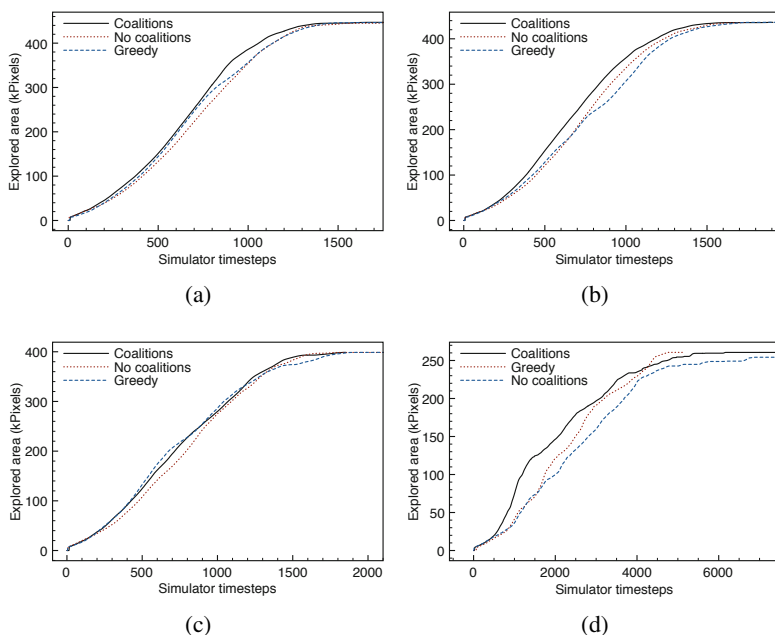 400
300
200
100
0
Explored area (kPixels)
Coalitions
No coalitions
Greedy
0 500 1000 1500
Simulator timesteps
(a)
400
300
200
100
0
Explored area (kPixels)
Coalitions
No coalitions
Greedy
0 500 1000 1500
Simulator timesteps
(b)
400
300
200
100
0
Explored area (kPixels)
Coalitions
No coalitions
Greedy
0 500 1000 1500 2000
Simulator timesteps
(c)
250
200
150
100
50
0
Explored area (kPixels)
Coalitions
Greedy
No coalitions
0 2000 4000 6000
Simulator timesteps
(d)